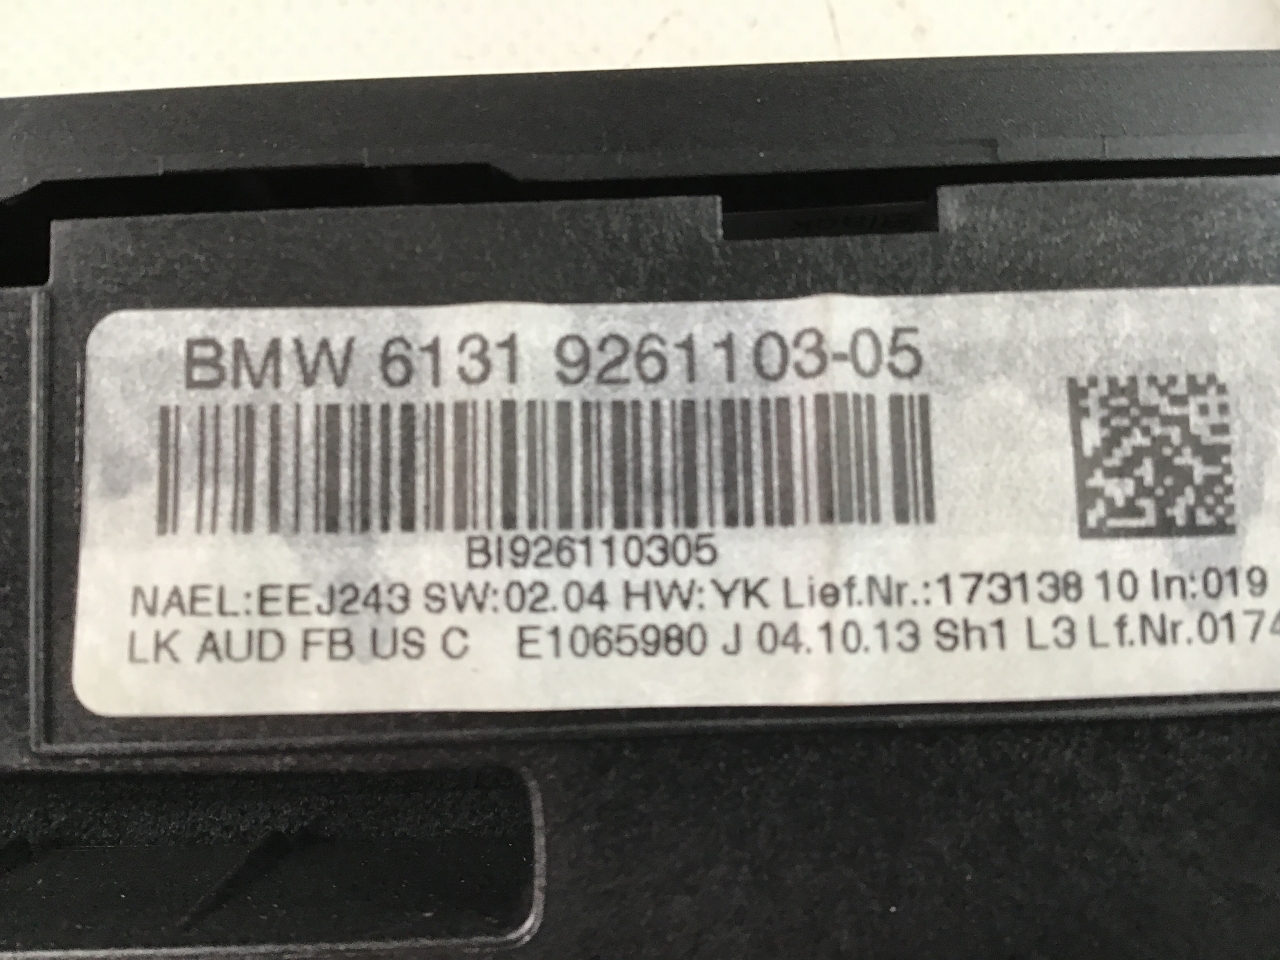 BMW 6131 9261103-05
BI926110305
NAEL:EEJ243 SW:02.04 HW:YK Lief.Nr.:173138 10 In:019
LK AUD FB US C E1065980 J 04.10.13 Sh1 L3 Lf.Nr.0174